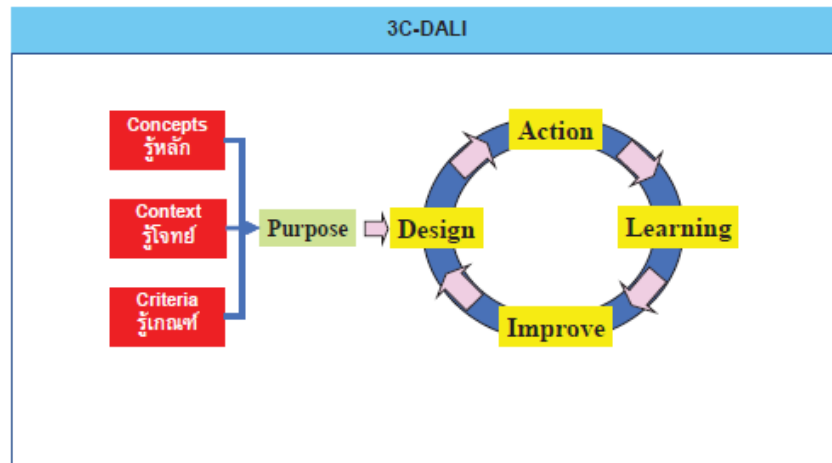 3C-DALI
Concepts
รู้หลัก
Context
รู้โจทย์
Criteria
รู้เกณฑ์
Purpose
Design
Action
Learning
Improve